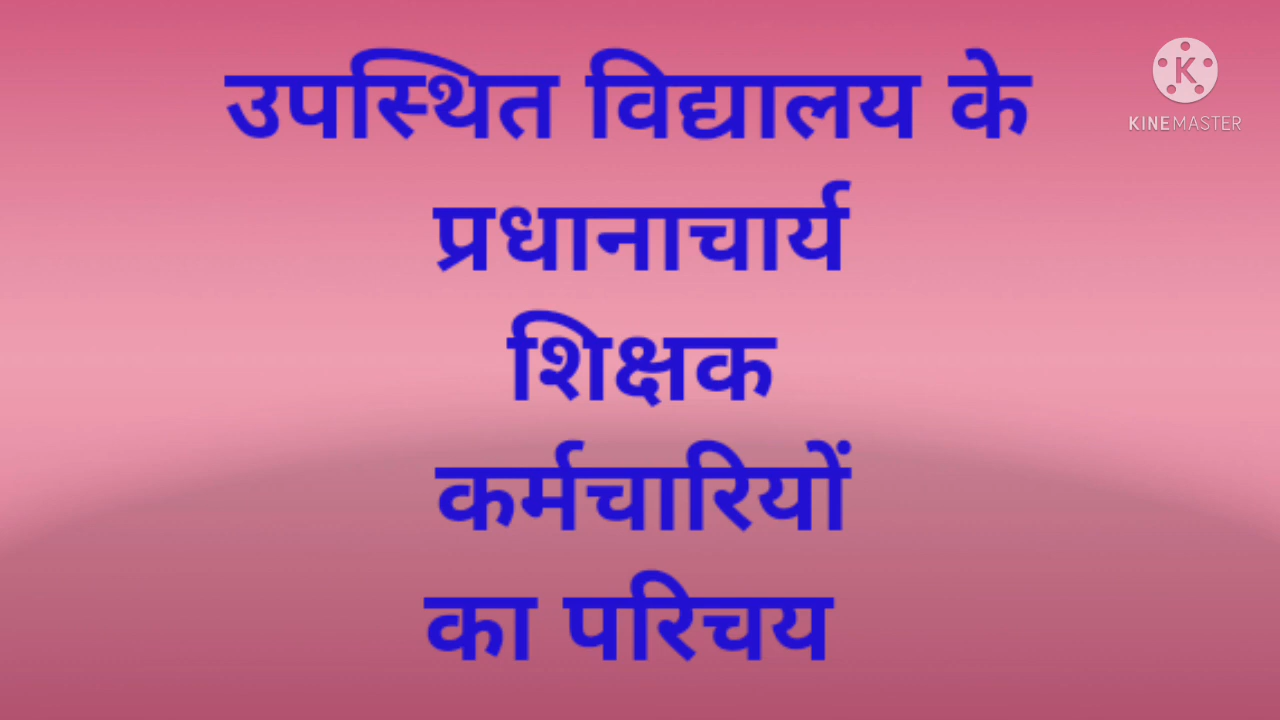 उपस्थित विद्यालय के
प्रधानाचार्य
शिक्षक
कर्मचारियों
का परिचय
K
KINEMASTER